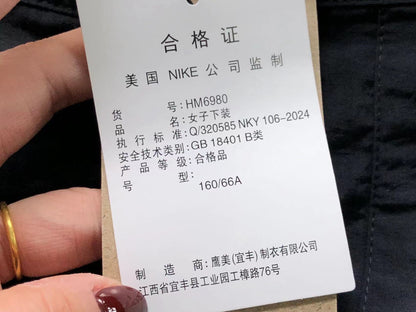 合格证
美国 NIKE 公司监制
货号:HM6980
品名:女子下装
执行标准:Q/320585 NKY 106-2024
安全技术类别:GB 18401 B类
产品等级:合格品
号型:
160/66A
制造商:鹰美(宜丰)制衣有限公司
江西省宜丰县工业园工樟路76号